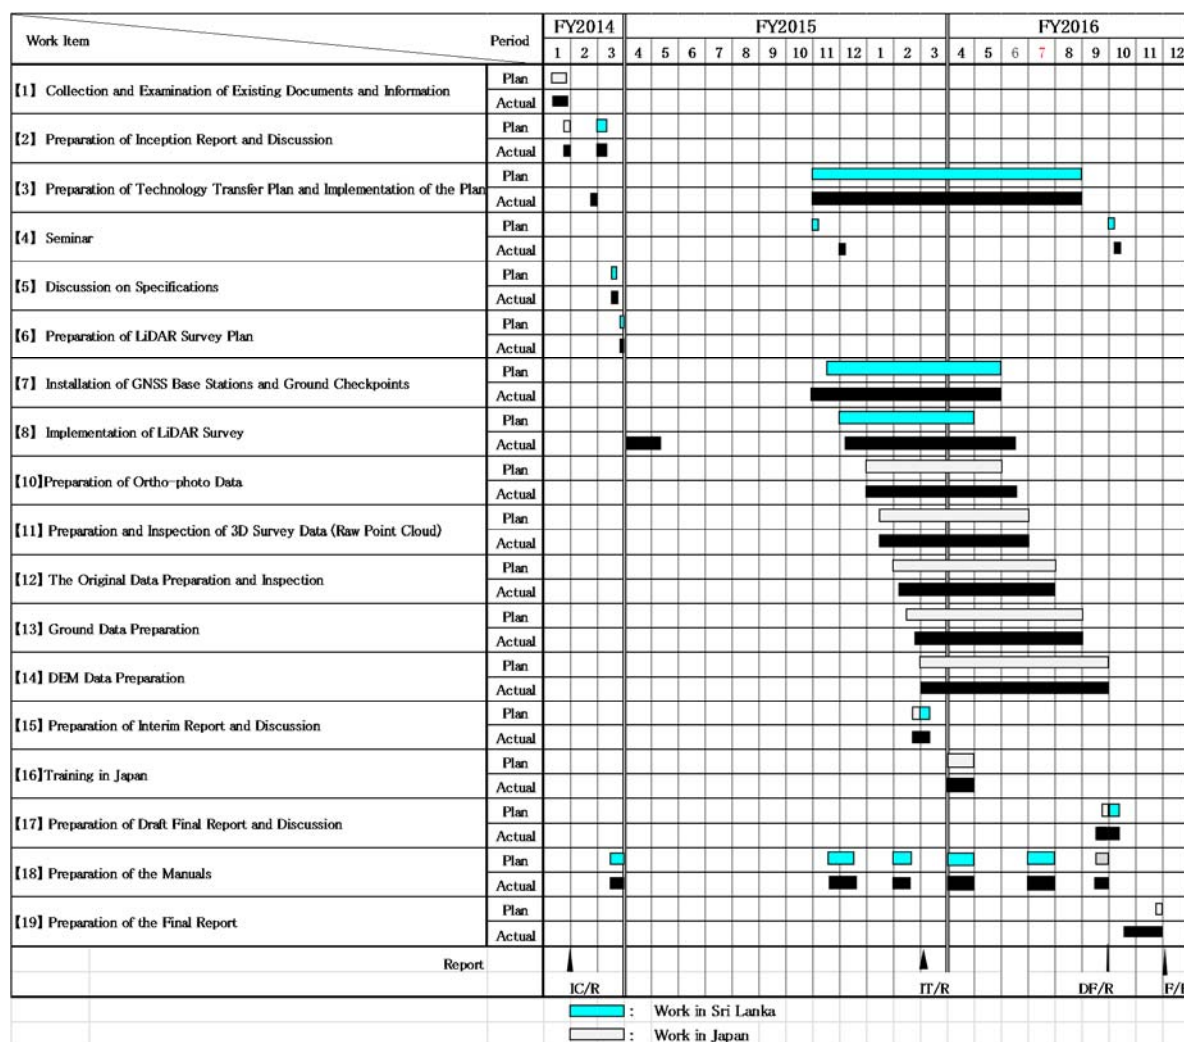 FY2014 FY2015 FY2016
Work Item Period
1 2 3 4 5 6 7 8 9 10 11 12 1 2 3 4 5 6 7 8 9 10 11 12
Plan
【1】 Collection and Examination of Existing Documents and Information
Actual
Plan
【2】 Preparation of Inception Report and Discussion
Actual
Plan
【3】 Preparation of Technology Transfer Plan and Implementation of the Plan
Actual
Plan
【4】 Seminar
Actual
Plan
【5】 Discussion on Specifications
Actual
Plan
【6】 Preparation of LiDAR Survey Plan
Actual
Plan
【7】 Installation of GNSS Base Stations and Ground Checkpoints
Actual
Plan
【8】 Implementation of LiDAR Survey
Actual
Plan
【10】Preparation of Ortho-photo Data
Actual
Plan
【11】 Preparation and Inspection of 3D Survey Data (Raw Point Cloud)
Actual
Plan
【12】 The Original Data Preparation and Inspection
Actual
Plan
【13】 Ground Data Preparation
Actual
Plan
【14】 DEM Data Preparation
Actual
Plan
【15】 Preparation of Interim Report and Discussion
Actual
Plan
【16】Training in Japan
Actual
Plan
【17】 Preparation of Draft Final Report and Discussion
Actual
Plan
【18】 Preparation of the Manuals
Actual
Plan
【19】 Preparation of the Final Report
Actual
Report
IC/R IT/R DF/R F/
: Work in Sri Lanka
: Work in Japan